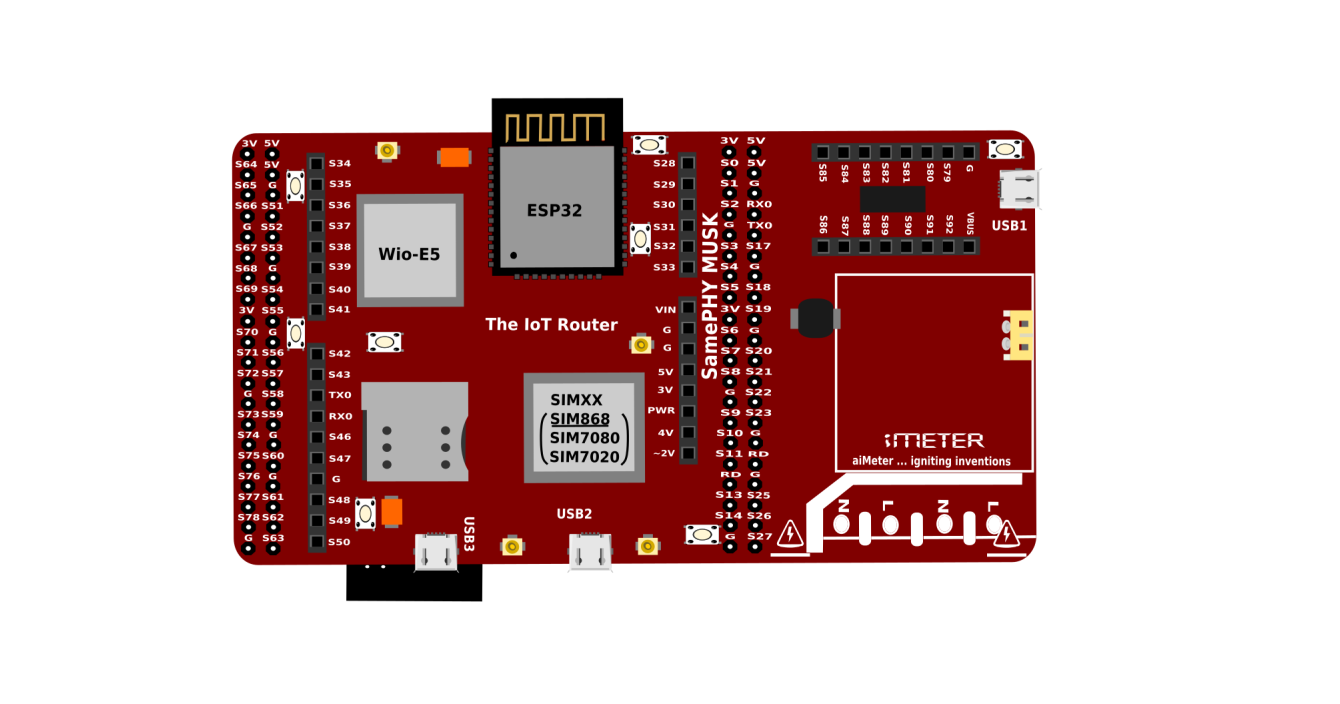 3V 5V
S64 5V
S65 G
S66 S51
G S52
S67 S53
S68 G
S69 S54
3V S55
S70 G
S71 S56
S72 S57
G S58
S73 S59
S74 G
S75 S60
S76 G
S77 S61
S78 S62
G S63
S34
S35
S36
S37
S38
S39
S40
S41
S42
S43
TX0
RX0
S46
S47
G
S48
S49
S50
Wio-E5
ESP32
The IoT Router
SIMXX
SIM868
SIM7080
SIM7020
USB3
USB2
S28
S29
S30
S31
S32
S33
VIN
G
G
5V
3V
PWR
4V
~2V
SamePHY MUSK
3V 5V
S0 5V
S1 G
S2 RX0
G TX0
S3 S17
S4 G
S5 S18
3V S19
S6 G
S7 S20
S8 S21
G S22
S9 S23
S10 G
S11 RD
RD G
S13 S25
S14 S26
G S27
S85 S84 S83 S82 S81 S80 S79 G
S86 S87 S88 S89 S90 S91 S92 VBUS
USB1
iMETER
aiMeter ... igniting inventions
N L N L